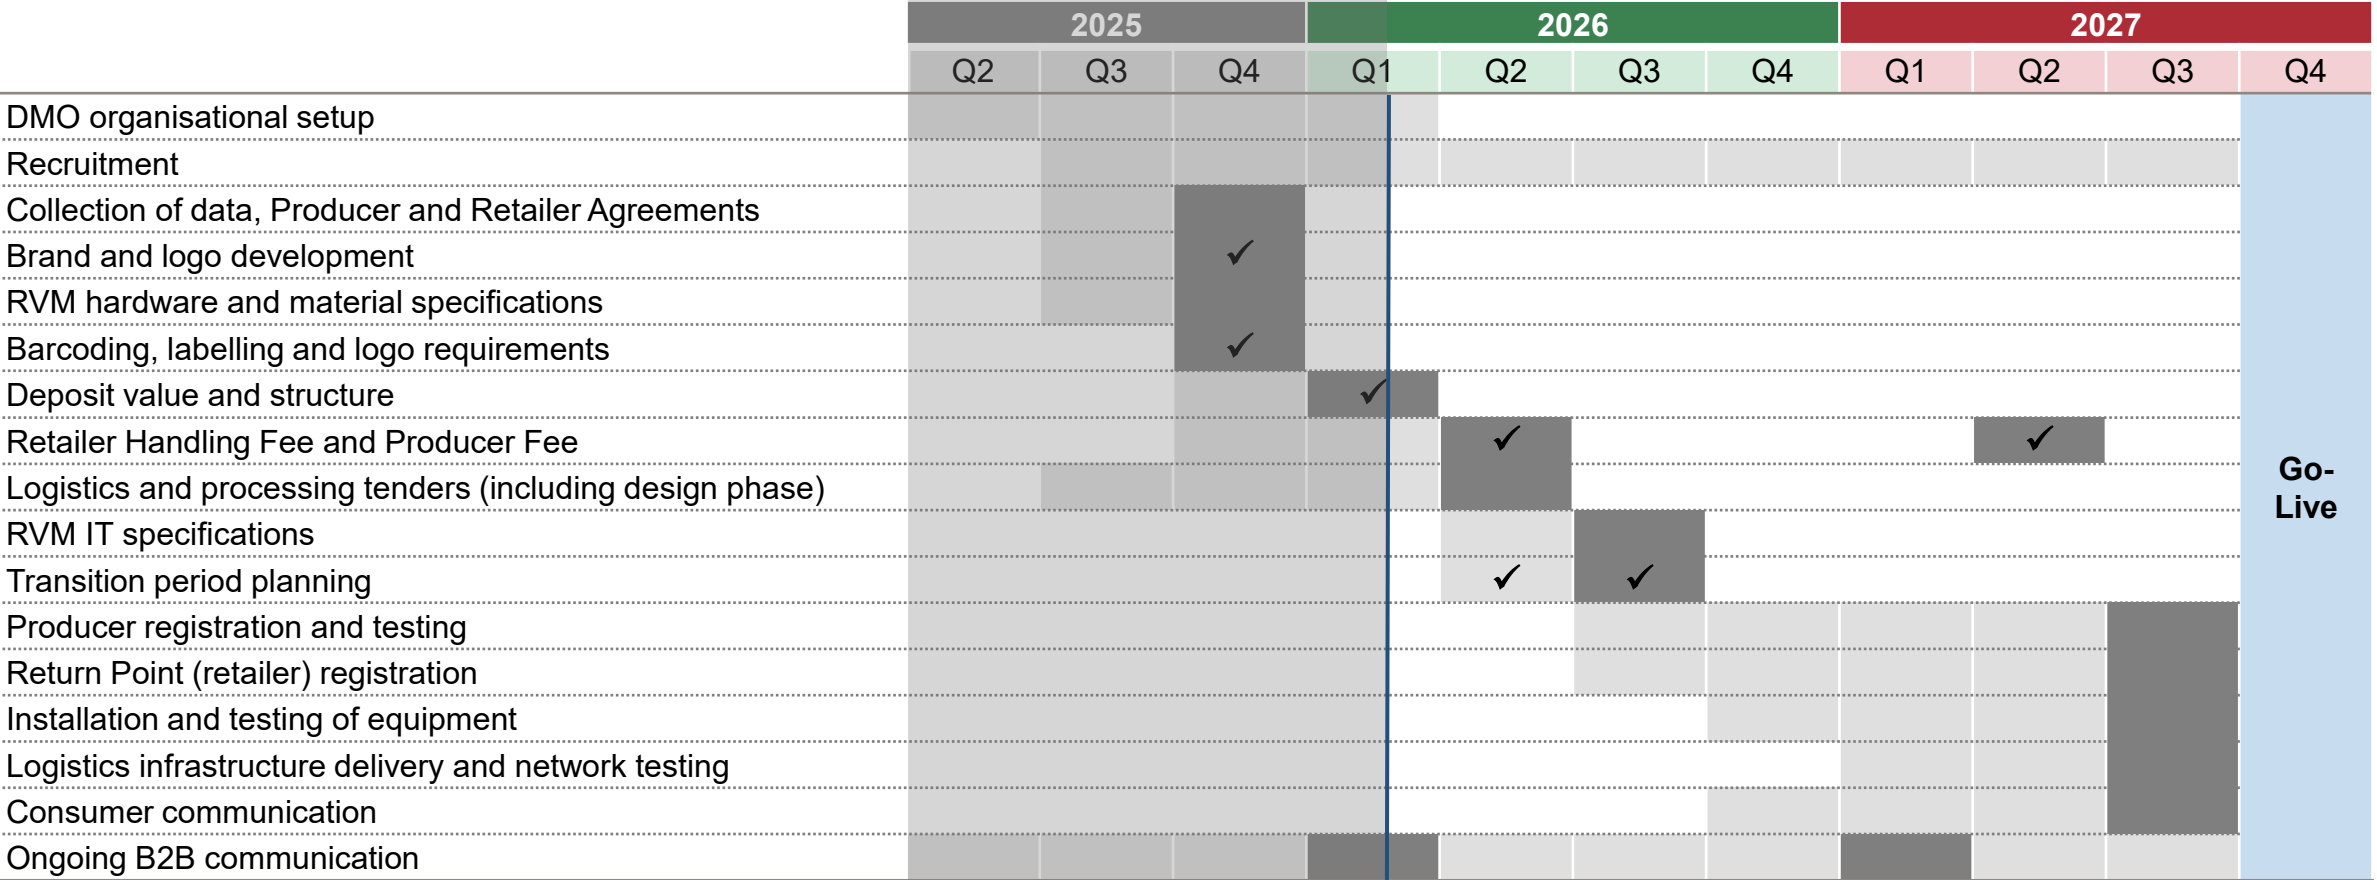 2025 2026 2027
Q2 Q3 Q4 Q1 Q2 Q3 Q4 Q1 Q2 Q3 Q4
DMO organisational setup
Recruitment
Collection of data, Producer and Retailer Agreements
Brand and logo development ✓
RVM hardware and material specifications
Barcoding, labelling and logo requirements ✓
Deposit value and structure ✓
Retailer Handling Fee and Producer Fee ✓ ✓
Logistics and processing tenders (including design phase)
RVM IT specifications
Transition period planning ✓ ✓
Producer registration and testing
Return Point (retailer) registration
Installation and testing of equipment
Logistics infrastructure delivery and network testing
Consumer communication
Ongoing B2B communication
Go-
Live